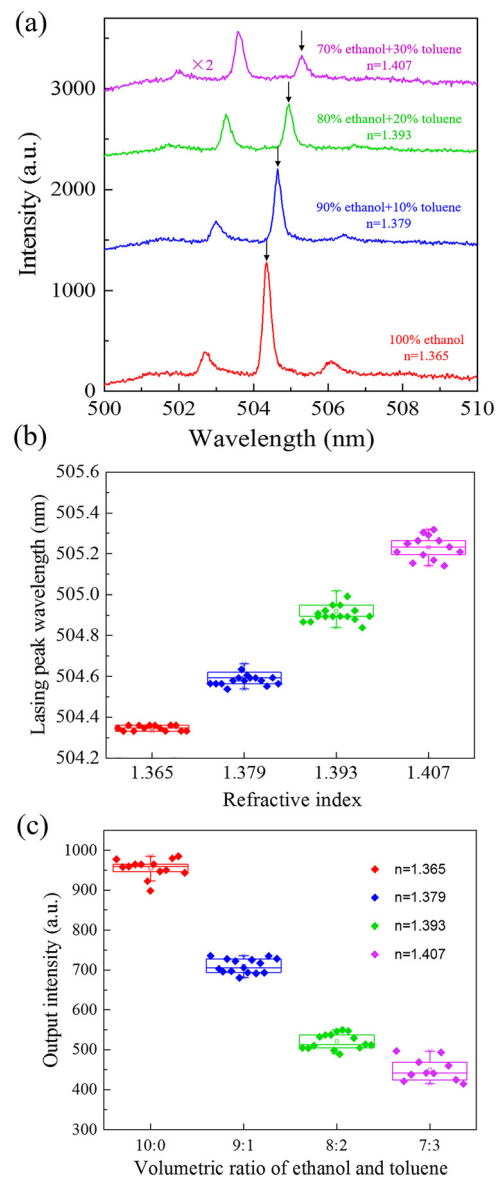 (a)
70% ethanol+30% toluene
n=1.407
×2
80% ethanol+20% toluene
n=1.393
90% ethanol+10% toluene
n=1.379
100% ethanol
n=1.365
3000
2000
1000
0
Intensity (a.u.)
500 502 504 506 508 510
Wavelength (nm)
(b)
505.6
505.4
505.2
505.0
504.8
504.6
504.4
504.2
Lasing peak wavelength (nm)
1.365 1.379 1.393 1.407
Refractive index
(c)
1000
900
800
700
600
500
400
300
Output intensity (a.u.)
n=1.365
n=1.379
n=1.393
n=1.407
10:0 9:1 8:2 7:3
Volumetric ratio of ethanol and toluene